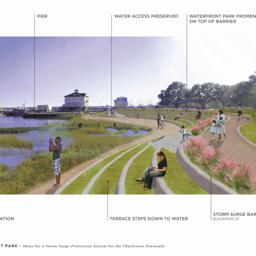 PIER
WATER ACCESS PRESERVED
WATERFRONT PARK PROMEN
ON TOP OF BARRIER
ATION
TERRACE STEPS DOWN TO WATER
STORM SURGE BAR
ELEVATION 12'
T PARK - Ideas for a Storm Surge Protection System for the Charleston Peninsula